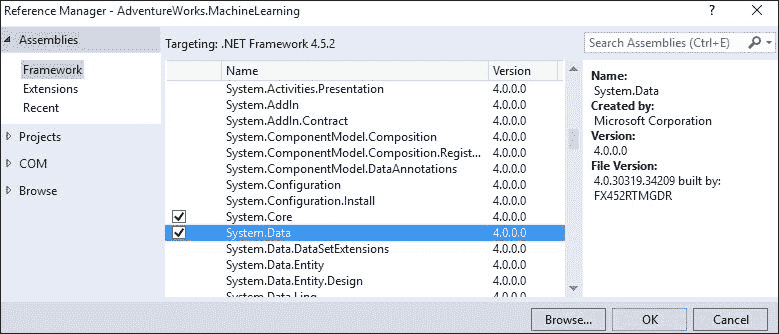 Reference Manager - AdventureWorks.MachineLearning
?
Assemblies
Framework
Extensions
Recent
Projects
COM
Browse
Targeting: .NET Framework 4.5.2
Name Version
System.Activities.Presentation 4.0.0.0
System.AddIn 4.0.0.0
System.AddIn.Contract 4.0.0.0
System.ComponentModel.Composition 4.0.0.0
System.ComponentModel.Composition.Regist... 4.0.0.0
System.ComponentModel.DataAnnotations 4.0.0.0
System.Configuration 4.0.0.0
System.Configuration.Install 4.0.0.0
System.Core 4.0.0.0
System.Data 4.0.0.0
System.Data.DataSetExtensions 4.0.0.0
System.Data.Entity 4.0.0.0
System.Data.Entity.Design 4.0.0.0
System.Data.Linq 4.0.0.0
Search Assemblies (Ctrl+E)
Name:
System.Data
Created by:
Microsoft Corporation
Version:
4.0.0.0
File Version:
4.0.30319.34209 built by:
FX452RTMGDR
Browse... OK Cancel